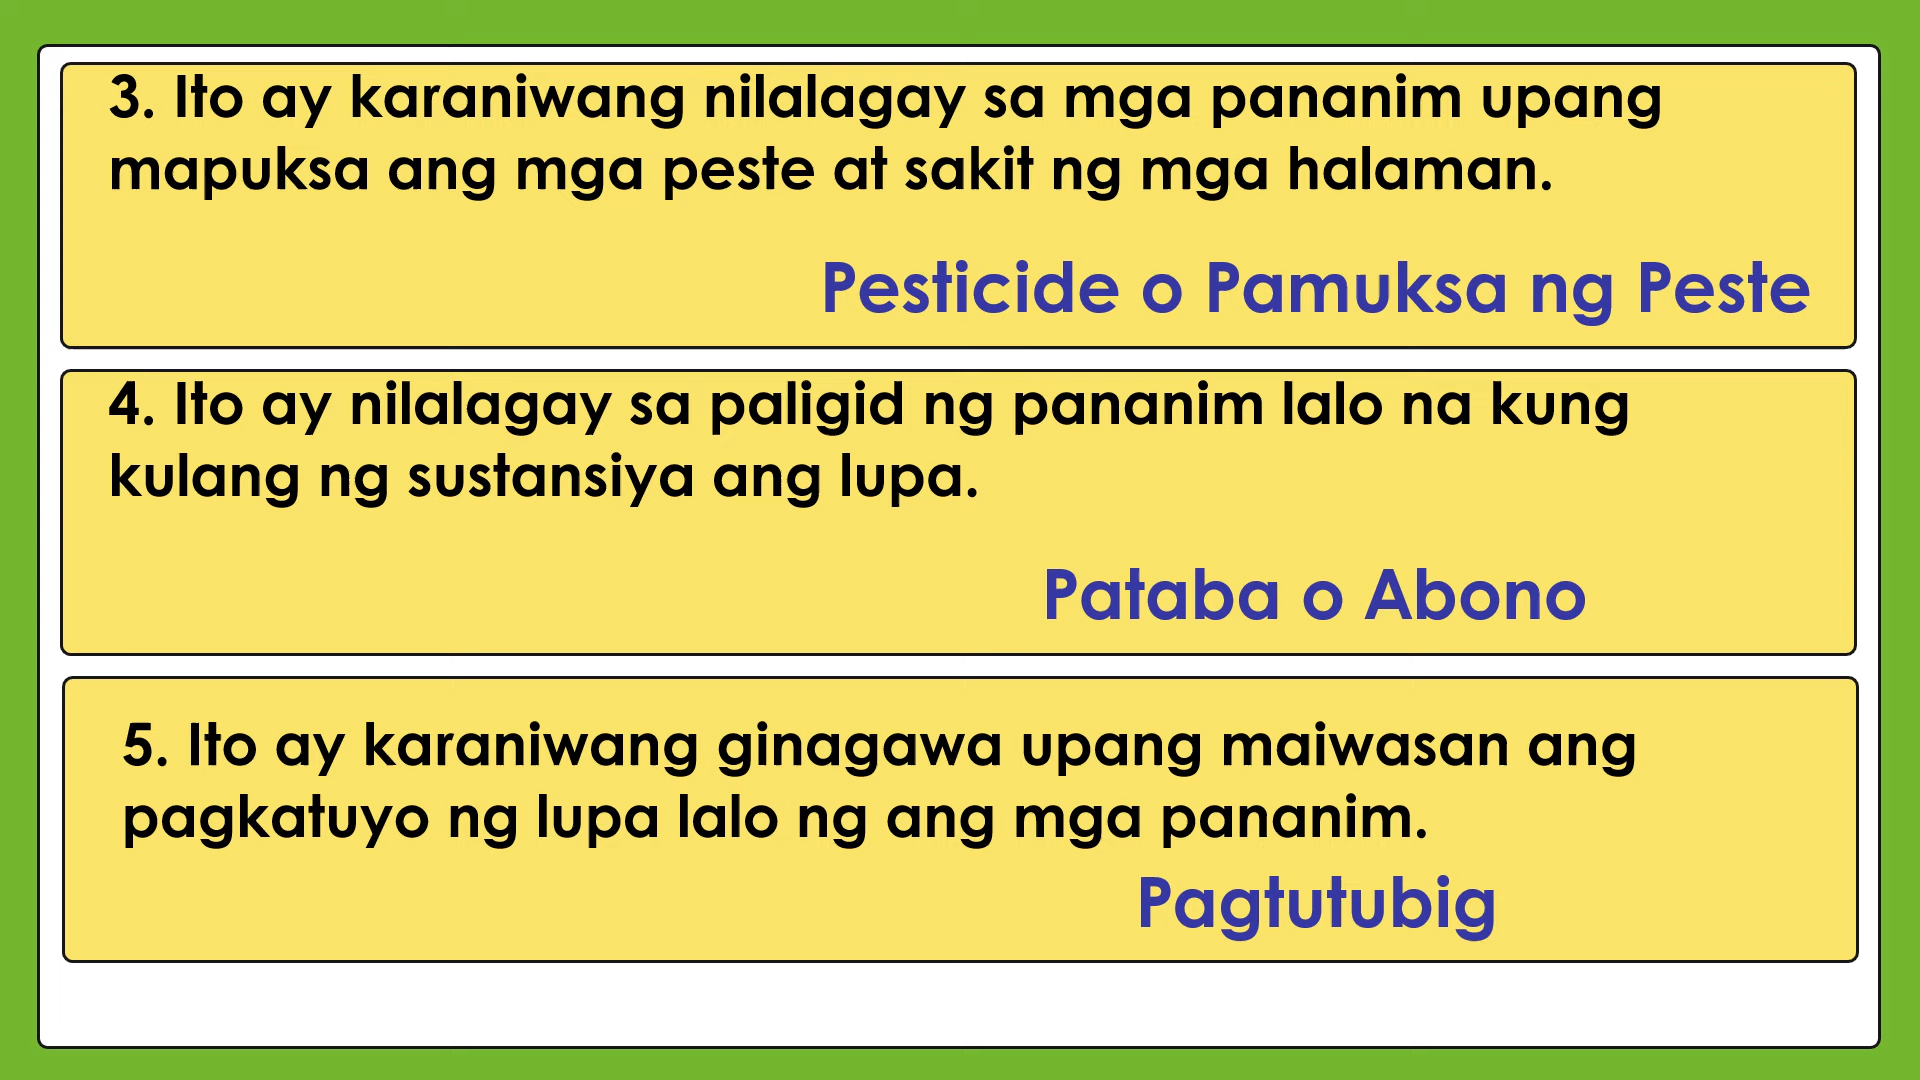 3. Ito ay karaniwang nilalagay sa mga pananim upang
mapuksa ang mga peste at sakit ng mga halaman.
Pesticide o Pamuksa ng Peste
4. Ito ay nilalagay sa paligid ng pananim lalo na kung
kulang ng sustansiya ang lupa.
Pataba o Abono
5. Ito ay karaniwang ginagawa upang maiwasan ang
pagkatuyo ng lupa lalo ng ang mga pananim.
Pagtutubig